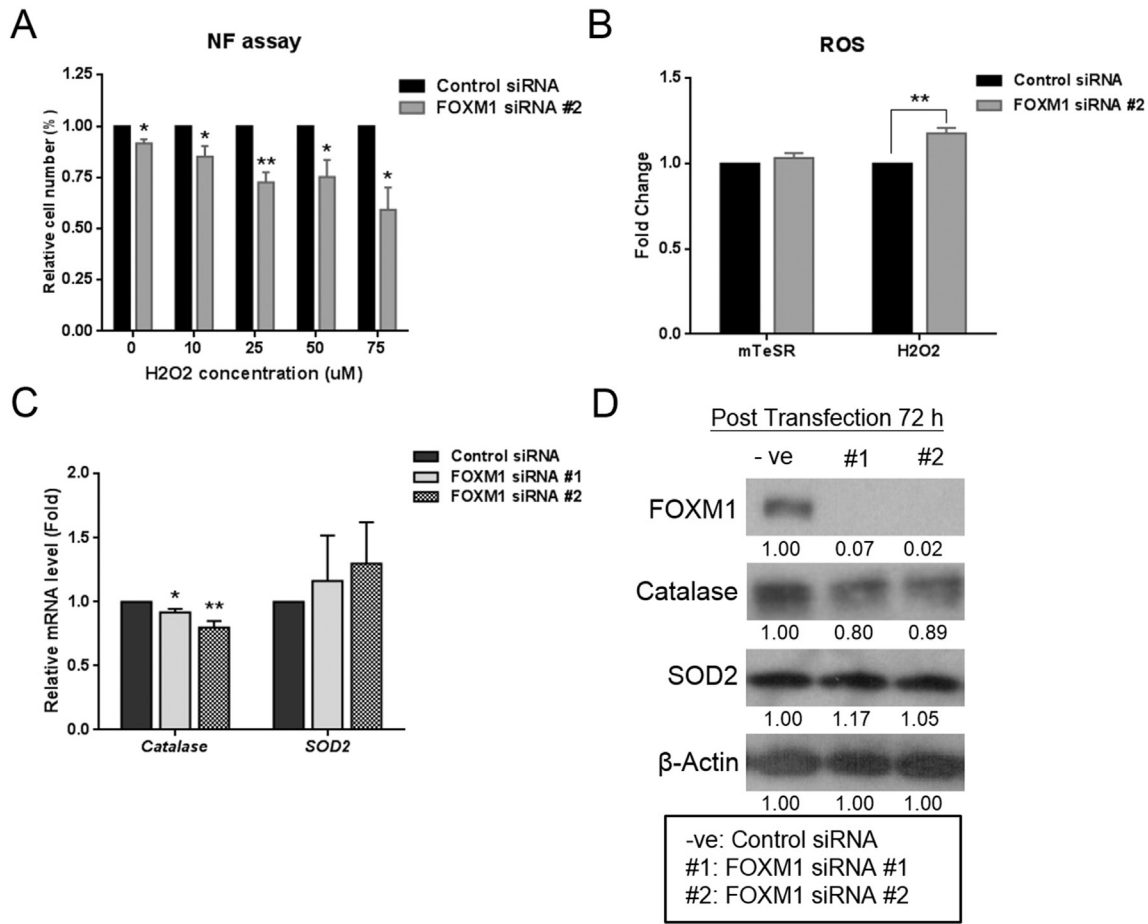 A
NF assay
Relative cell number (%)
1.25
1.00
0.75
0.50
0.25
0.00
Control siRNA
FOXM1 siRNA #2
* * ** * *
0 10 25 50 75
H2O2 concentration (uM)
B
ROS
Fold Change
1.5
1.0
0.5
0.0
Control siRNA
FOXM1 siRNA #2
**
mTeSR H2O2
C
Relative mRNA level (Fold)
2.0
1.5
1.0
0.5
0.0
Control siRNA
FOXM1 siRNA #1
FOXM1 siRNA #2
* **
Catalase SOD2
D
Post Transfection 72 h
- ve #1 #2
FOXM1
1.00 0.07 0.02
Catalase
1.00 0.80 0.89
SOD2
1.00 1.17 1.05
β-Actin
1.00 1.00 1.00
-ve: Control siRNA
#1: FOXM1 siRNA #1
#2: FOXM1 siRNA #2